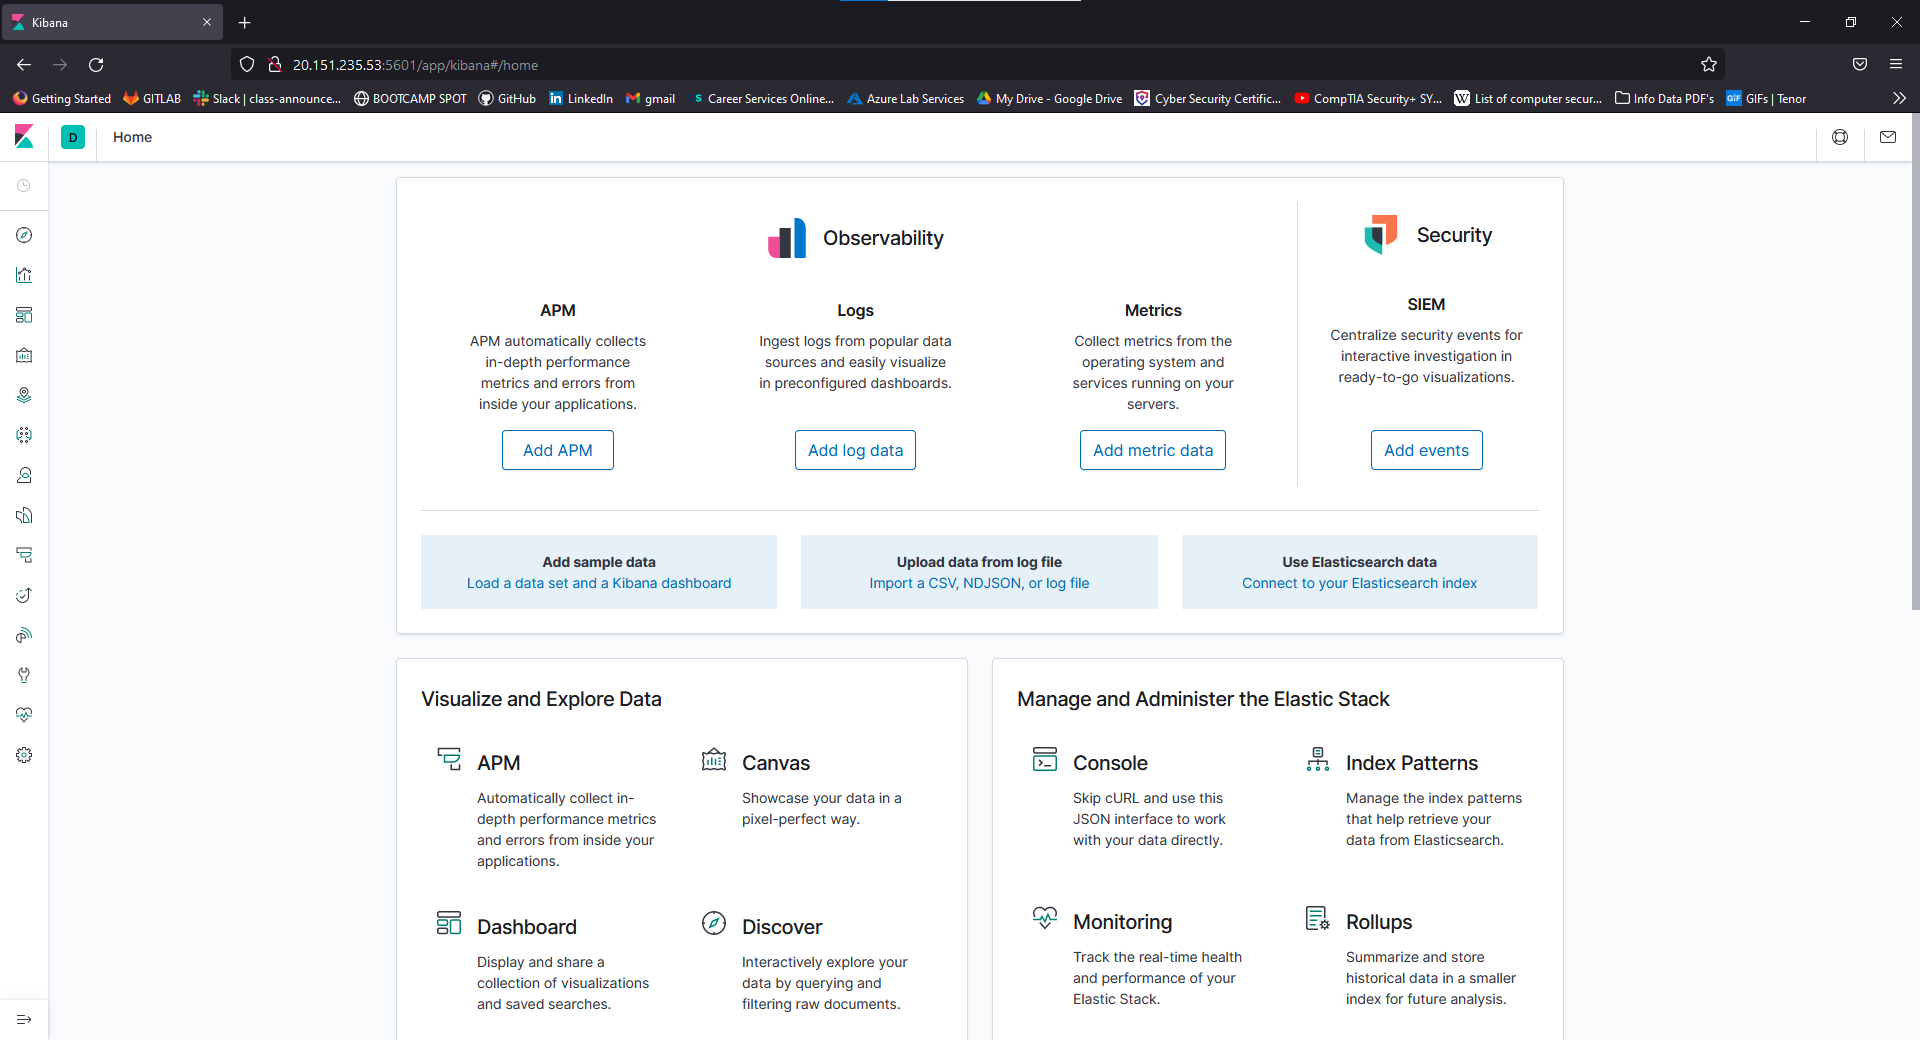 Kibana
20.151.235.53:5601/app/kibana#/home
Getting Started GITLAB Slack | class-announce... BOOTCAMP SPOT GitHub LinkedIn gmail Career Services Online... Azure Lab Services My Drive - Google Drive Cyber Security Certific... CompTIA Security+ SY... List of computer secur... Info Data PDF's GIFs | Tenor
D Home
Observability
Security
APM
APM automatically collects
in-depth performance
metrics and errors from
inside your applications.
Add APM
Logs
Ingest logs from popular data
sources and easily visualize
in preconfigured dashboards.
Add log data
Metrics
Collect metrics from the
operating system and
services running on your
servers.
Add metric data
SIEM
Centralize security events for
interactive investigation in
ready-to-go visualizations.
Add events
Add sample data
Load a data set and a Kibana dashboard
Upload data from log file
Import a CSV, NDJSON, or log file
Use Elasticsearch data
Connect to your Elasticsearch index
Visualize and Explore Data
APM
Automatically collect in-
depth performance metrics
and errors from inside your
applications.
Canvas
Showcase your data in a
pixel-perfect way.
Dashboard
Display and share a
collection of visualizations
and saved searches.
Discover
Interactively explore your
data by querying and
filtering raw documents.
Manage and Administer the Elastic Stack
Console
Skip cURL and use this
JSON interface to work
with your data directly.
Index Patterns
Manage the index patterns
that help retrieve your
data from Elasticsearch.
Monitoring
Track the real-time health
and performance of your
Elastic Stack.
Rollups
Summarize and store
historical data in a smaller
index for future analysis.